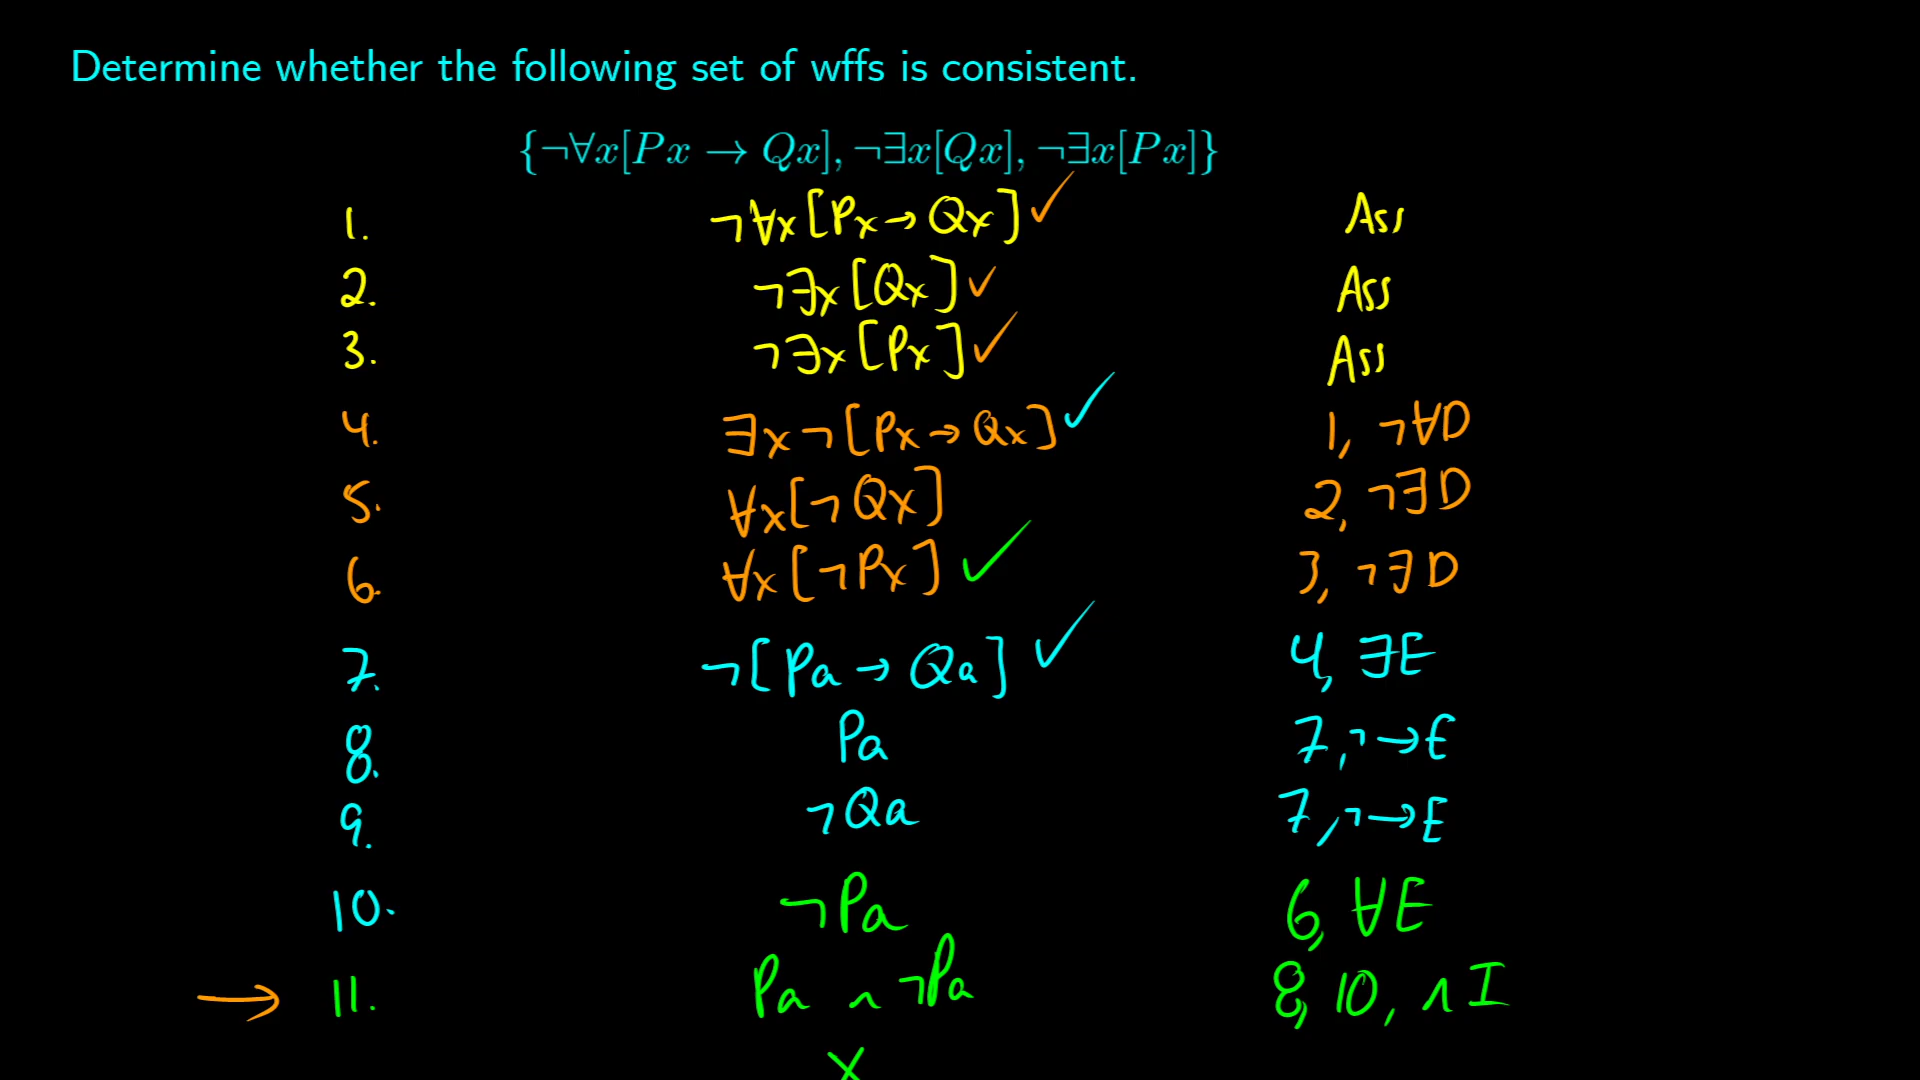 Determine whether the following set of wffs is consistent.
{¬∀x[Px → Qx], ¬∃x[Qx], ¬∃x[Px]}
1. ¬∀x[Px → Qx] ✓ Ass
2. ¬∃x[Qx] ✓ Ass
3. ¬∃x[Px] ✓ Ass
4. ∃x¬[Px → Qx] ✓ 1, ¬∀D
5. ∀x[¬Qx] 2, ¬∃D
6. ∀x[¬Px] ✓ 3, ¬∃D
7. ¬[Pa → Qa] ✓ 4, ∃E
8. Pa 7, ¬→E
9. ¬Qa 7, ¬→E
10. ¬Pa 6, ∀E
→ 11. Pa ∧ ¬Pa 8, 10, ∧I
X